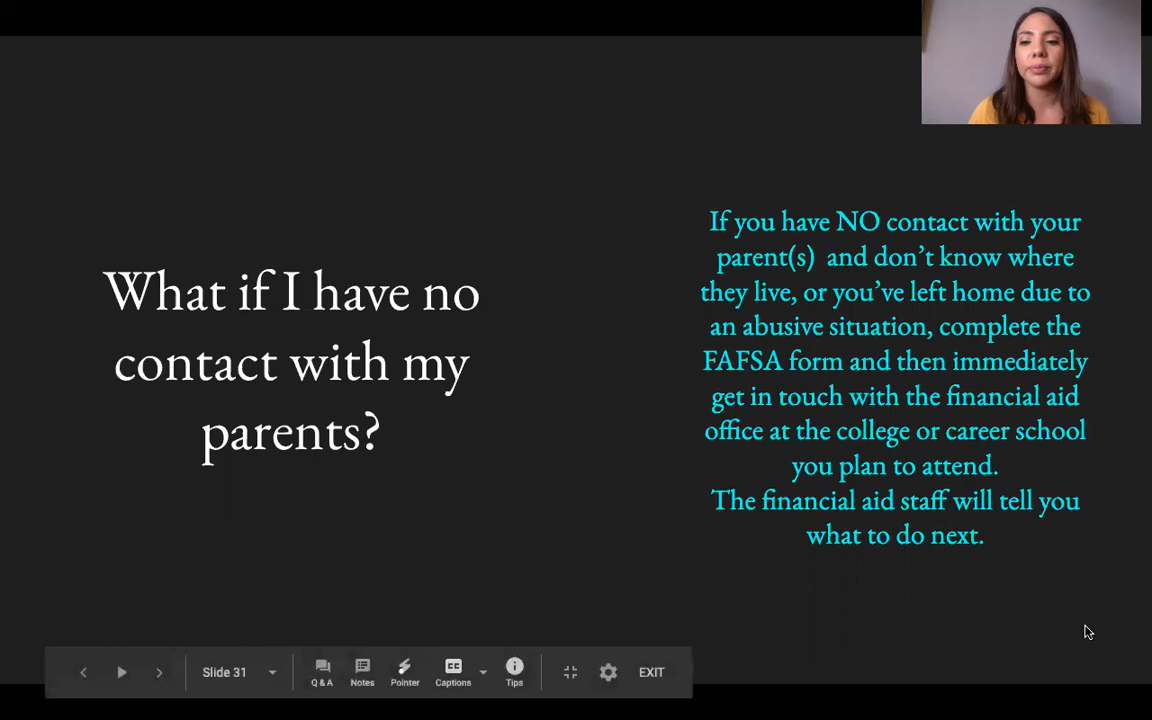 What if I have no
contact with my
parents?
If you have NO contact with your
parent(s) and don't know where
they live, or you've left home due to
an abusive situation, complete the
FAFSA form and then immediately
get in touch with the financial aid
office at the college or career school
you plan to attend.
The financial aid staff will tell you
what to do next.
Slide 31
Q & A
Notes
Pointer
CC
Captions
Tips
EXIT